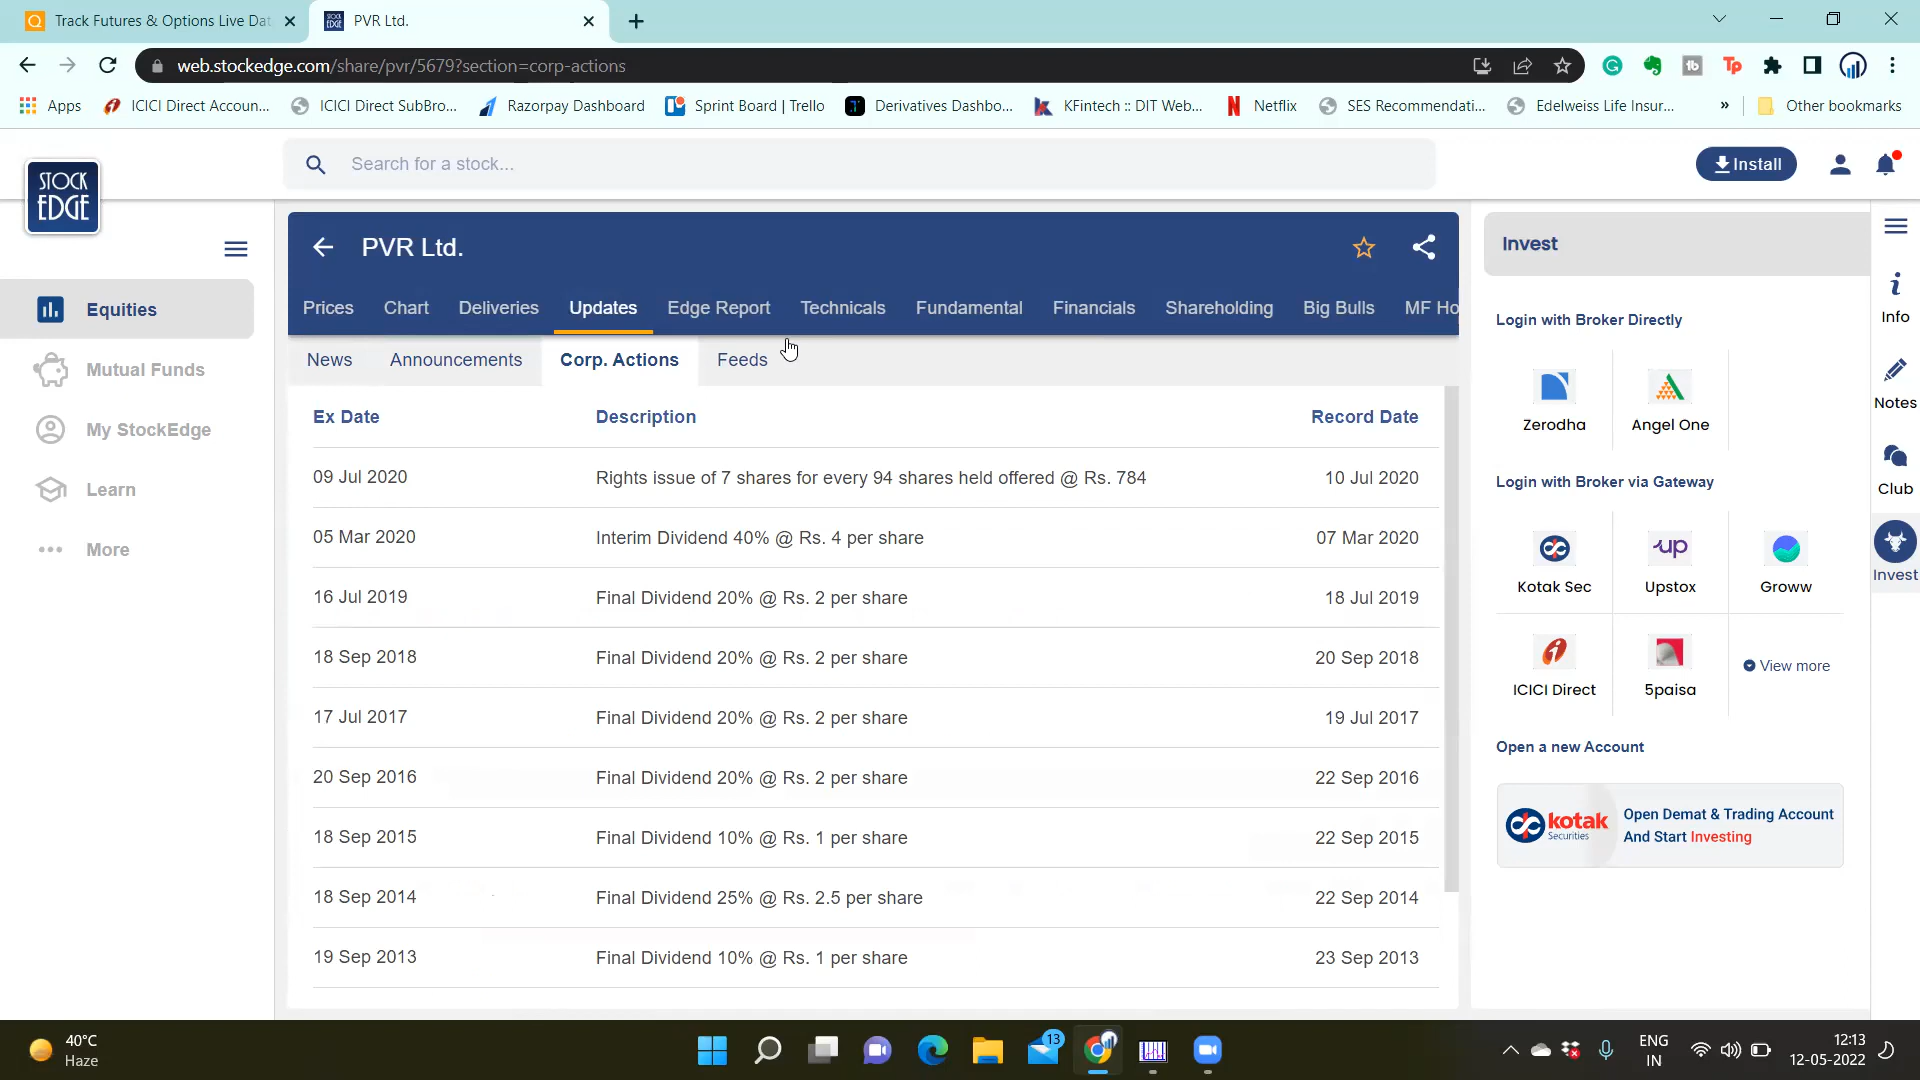 Track Futures & Options Live Dat
PVR Ltd.
web.stockedge.com/share/pvr/5679?section=corp-actions
Apps
ICICI Direct Accoun...
ICICI Direct SubBro...
Razorpay Dashboard
Sprint Board | Trello
Derivatives Dashbo...
KFintech :: DIT Web...
Netflix
SES Recommendati...
Edelweiss Life Insur...
»
Other bookmarks
STOCK
EDGE
Search for a stock...
Install
Equities
Mutual Funds
My StockEdge
Learn
More
PVR Ltd.
Prices Chart Deliveries Updates Edge Report Technicals Fundamental Financials Shareholding Big Bulls MF Ho
News Announcements Corp. Actions Feeds
Ex Date Description Record Date
09 Jul 2020 Rights issue of 7 shares for every 94 shares held offered @ Rs. 784 10 Jul 2020
05 Mar 2020 Interim Dividend 40% @ Rs. 4 per share 07 Mar 2020
16 Jul 2019 Final Dividend 20% @ Rs. 2 per share 18 Jul 2019
18 Sep 2018 Final Dividend 20% @ Rs. 2 per share 20 Sep 2018
17 Jul 2017 Final Dividend 20% @ Rs. 2 per share 19 Jul 2017
20 Sep 2016 Final Dividend 20% @ Rs. 2 per share 22 Sep 2016
18 Sep 2015 Final Dividend 10% @ Rs. 1 per share 22 Sep 2015
18 Sep 2014 Final Dividend 25% @ Rs. 2.5 per share 22 Sep 2014
19 Sep 2013 Final Dividend 10% @ Rs. 1 per share 23 Sep 2013
Invest
Login with Broker Directly
Zerodha Angel One
Login with Broker via Gateway
up
Kotak Sec Upstox Groww
ICICI Direct 5paisa View more
Open a new Account
kotak
Securities
Open Demat & Trading Account
And Start Investing
Info
Notes
Club
Invest
40°C
Haze
13
ENG
IN
12:13
12-05-2022